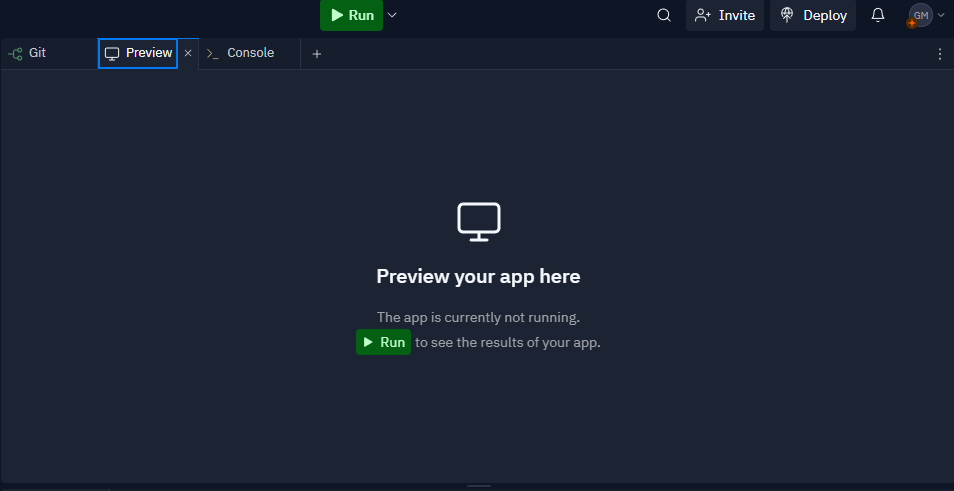 Run
Invite
Deploy
GM
Git
Preview
Console
Preview your app here
The app is currently not running.
Run to see the results of your app.